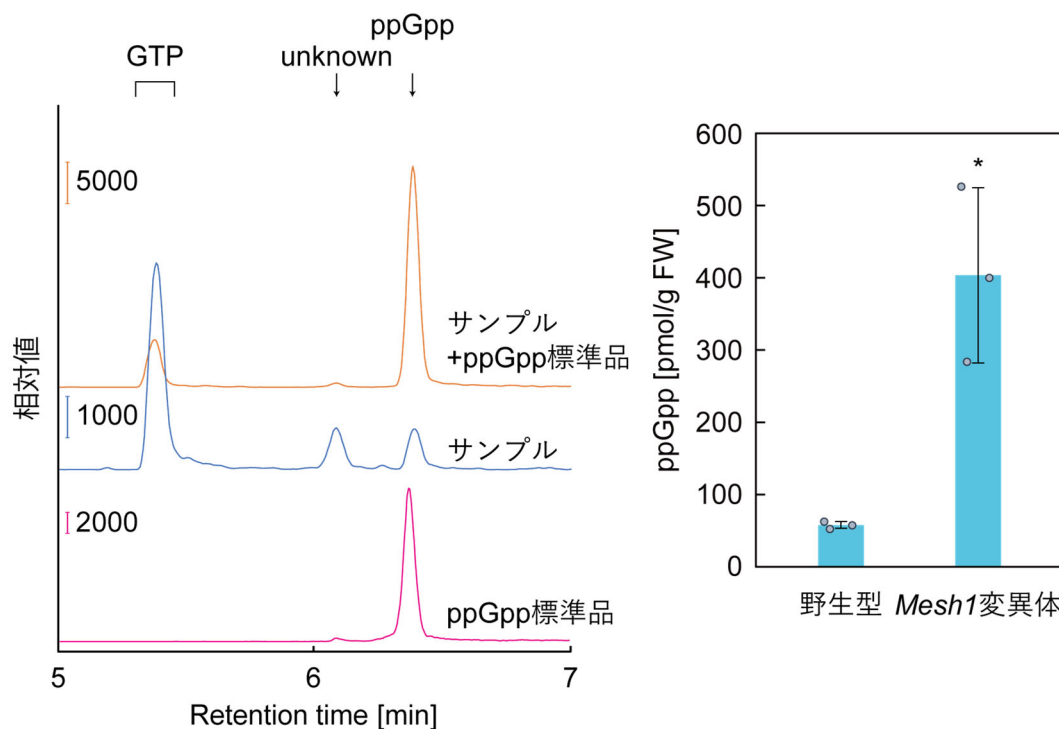 GTP
unknown
ppGpp
5000
サンプル
+ppGpp標準品
1000
サンプル
2000
ppGpp標準品
相対値
5
6
7
Retention time [min]
600
500
400
300
200
100
0
*
ppGpp [pmol/g FW]
野生型
Mesh1変異体